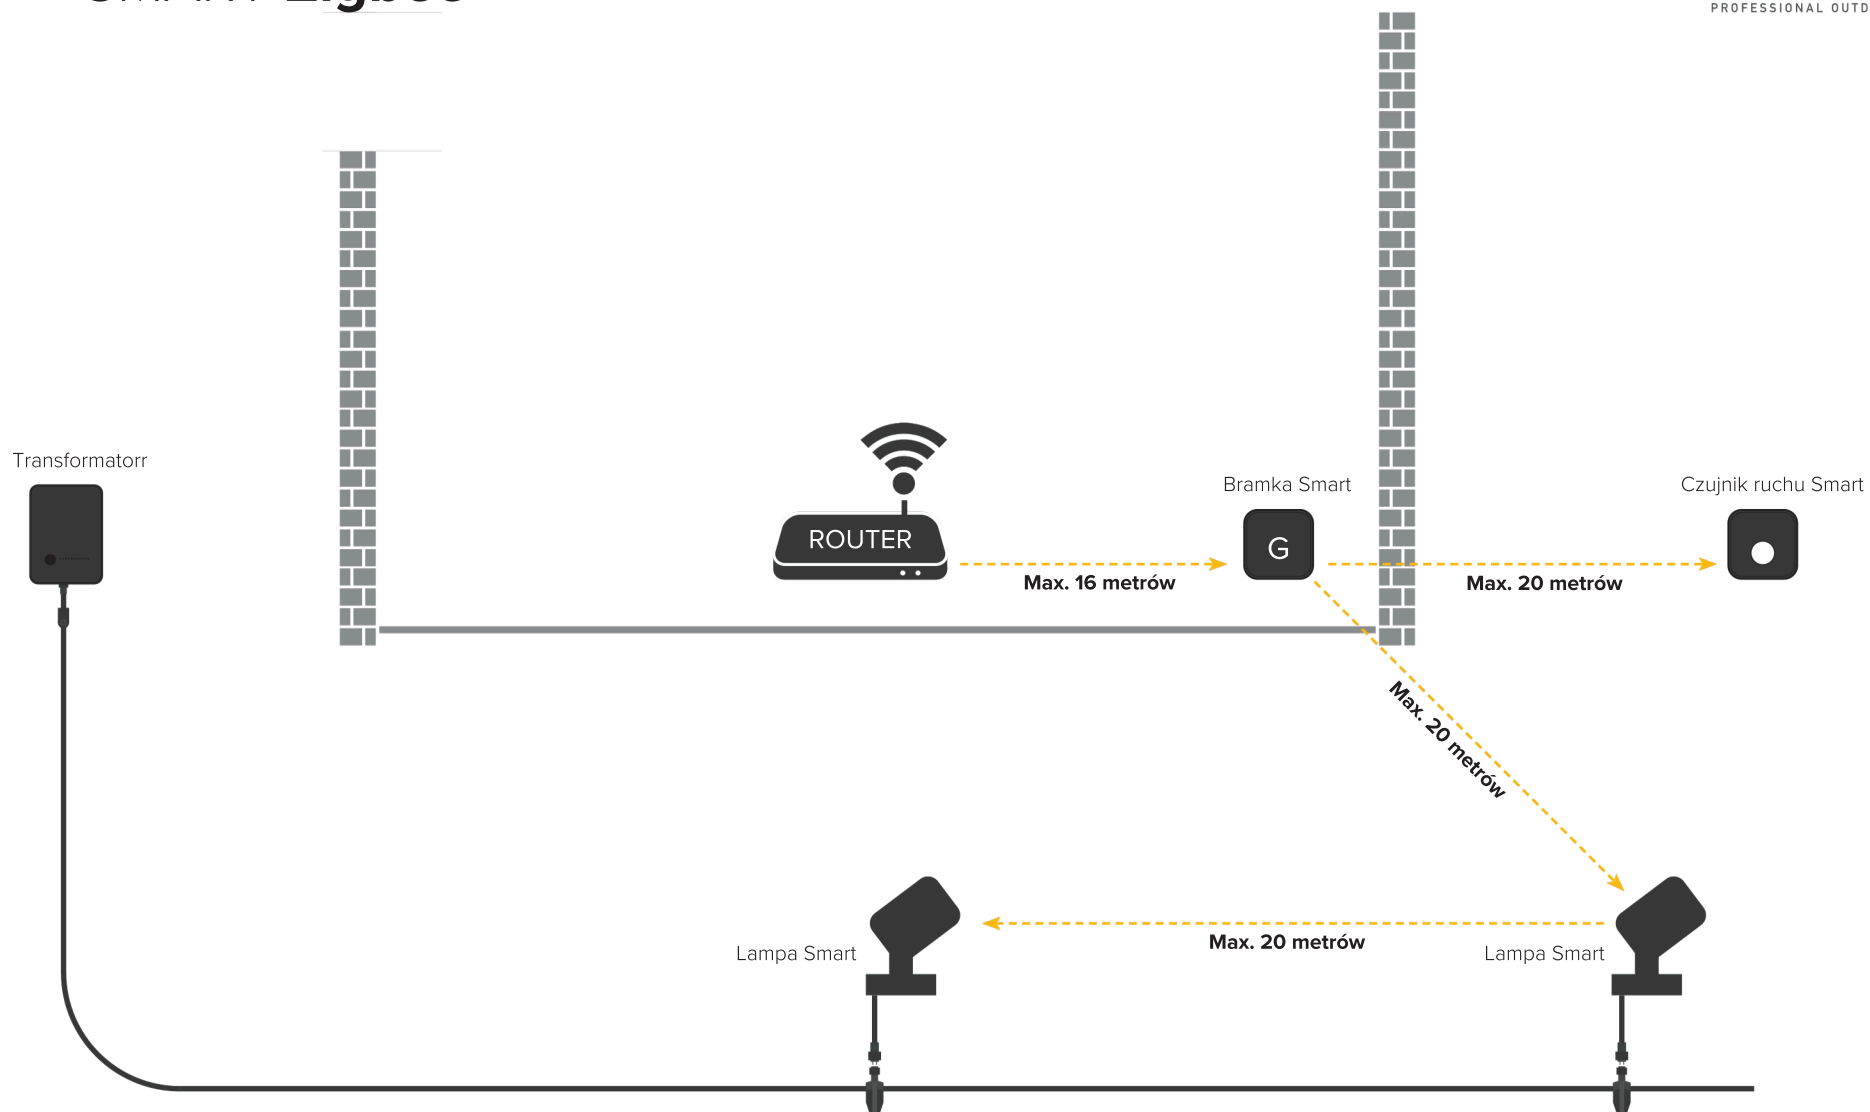 PROFESSIONAL OUTD
Transformatorr
Bramka Smart
Czujnik ruchu Smart
ROUTER
G
Max. 16 metrów
Max. 20 metrów
Max. 20 metrów
Max. 20 metrów
Lampa Smart
Lampa Smart